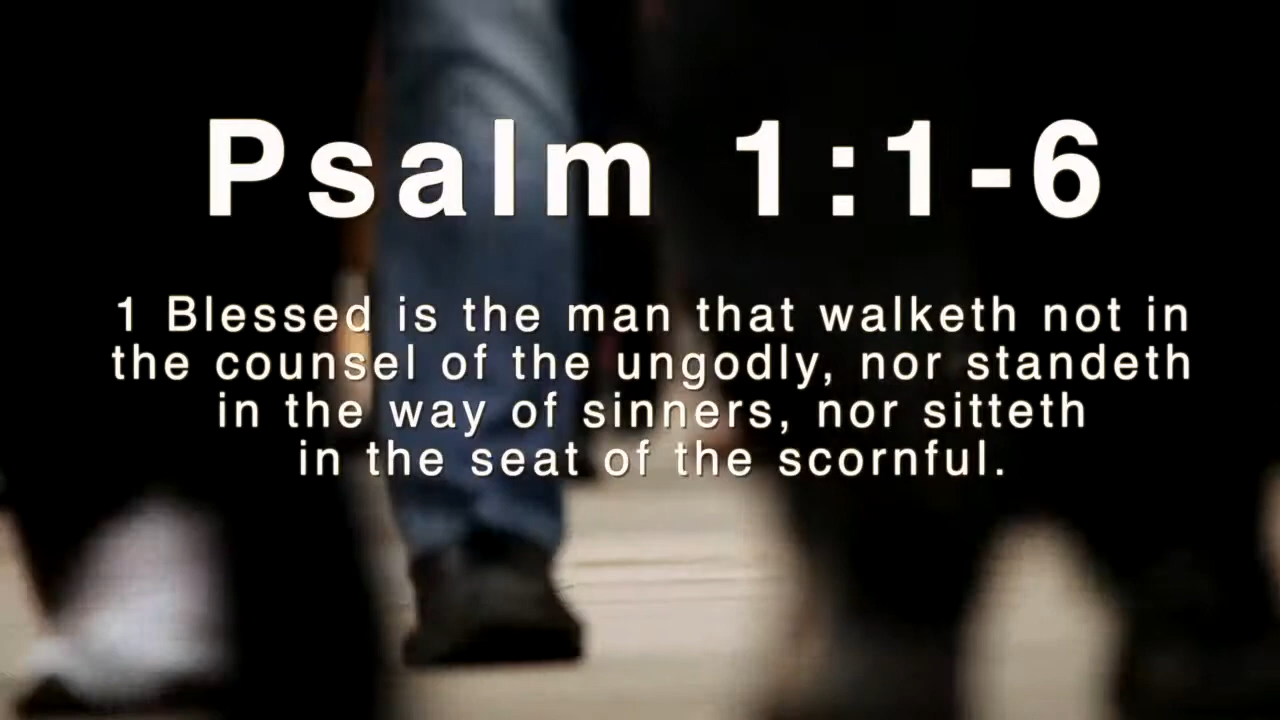 Psalm 1:1-6
1 Blessed is the man that walketh not in
the counsel of the ungodly, nor standeth
in the way of sinners, nor sitteth
in the seat of the scornful.